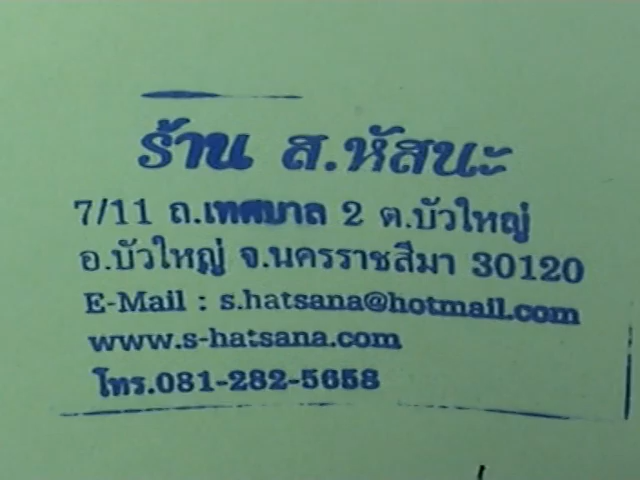 ร้าน ส.หัสนะ
7/11 ถ.เทศบาล 2 ต.บัวใหญ่
อ.บัวใหญ่ จ.นครราชสีมา 30120
E-Mail : s.hatsana@hotmail.com
www.s-hatsana.com
โทร.081-282-5658